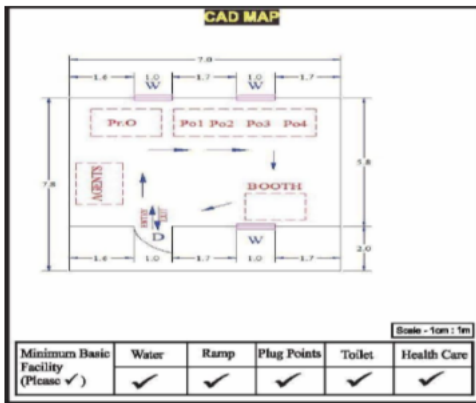 CAD MAP
7.0
1.6 1.0 1.7 1.0 1.7
W W
Pr.O Po1 Po2 Po3 Po4
7.8
5.8
AGENTS
BOOTH
ENTRY
EXIT
D
W
2.0
1.6 1.0 1.7 1.0 1.7
Scale - 1cm : 1m
Minimum Basic Facility (Please ✓) Water Ramp Plug Points Toilet Health Care
✓ ✓ ✓ ✓ ✓